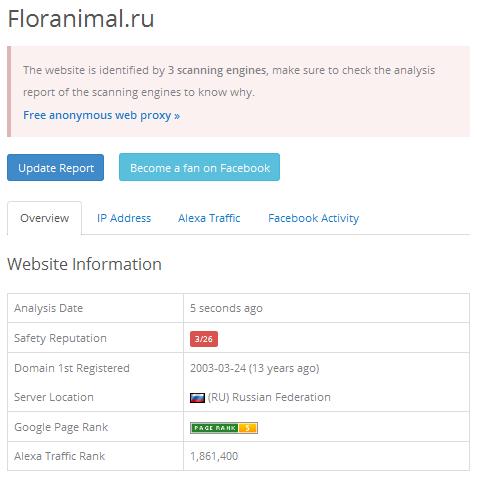 Floranimal.ru
The website is identified by 3 scanning engines, make sure to check the analysis
report of the scanning engines to know why.
Free anonymous web proxy »
Update Report Become a fan on Facebook
Overview IP Address Alexa Traffic Facebook Activity
Website Information
Analysis Date 5 seconds ago
Safety Reputation 3/26
Domain 1st Registered 2003-03-24 (13 years ago)
Server Location (RU) Russian Federation
Google Page Rank PAGE RANK 5
Alexa Traffic Rank 1,861,400